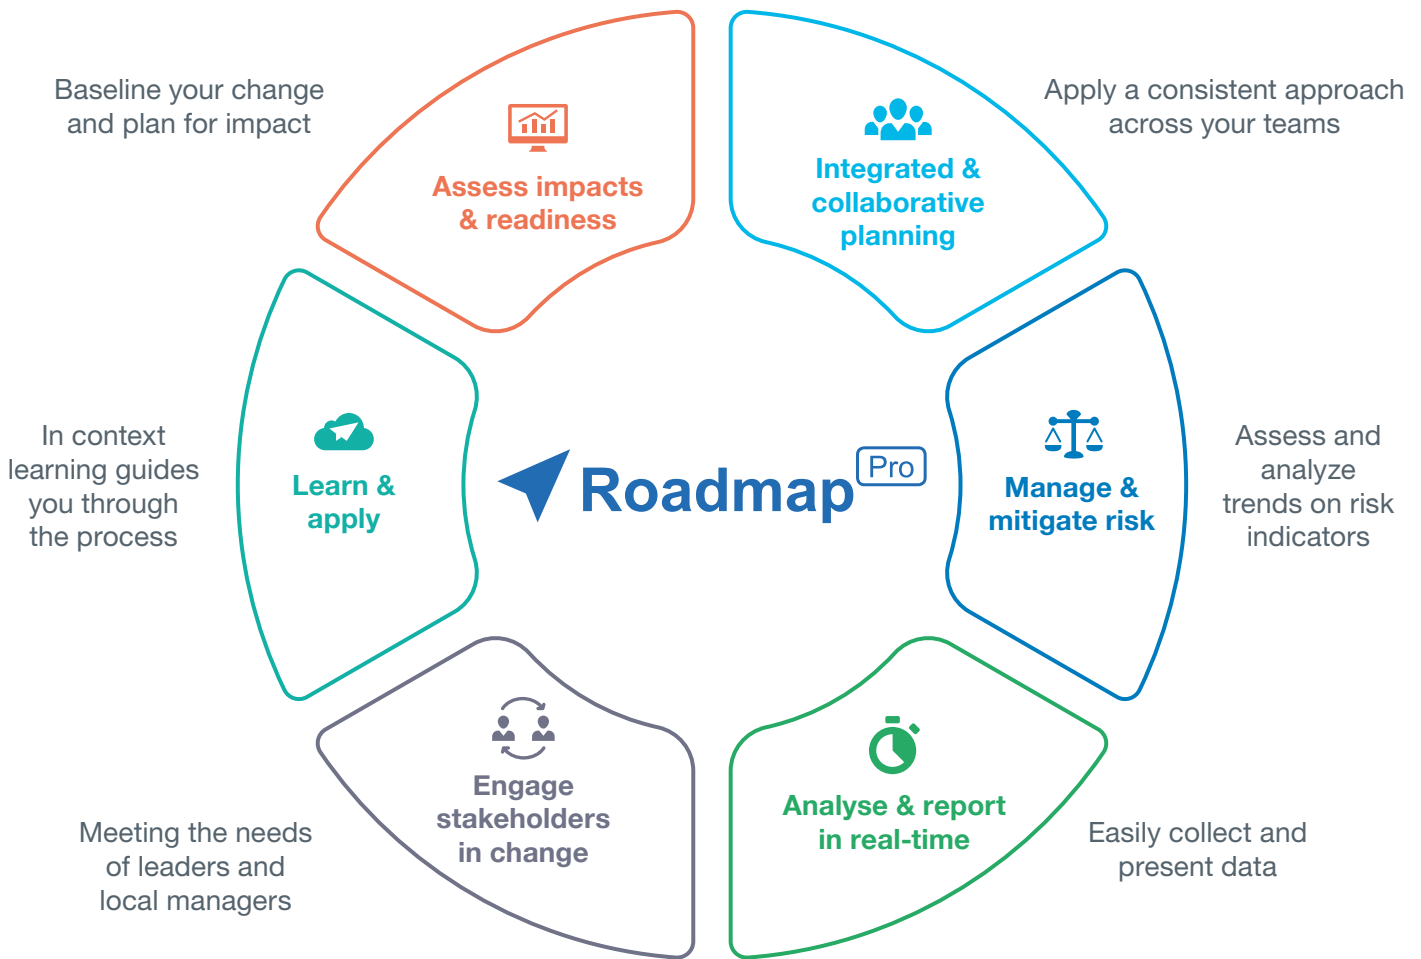 Baseline your change
and plan for impact
Assess impacts
& readiness
Integrated &
collaborative
planning
Apply a consistent approach
across your teams
In context
learning guides
you through
the process
Learn &
apply
Roadmap Pro
Manage &
mitigate risk
Assess and
analyze
trends on risk
indicators
Meeting the needs
of leaders and
local managers
Engage
stakeholders
in change
Analyse & report
in real-time
Easily collect and
present data